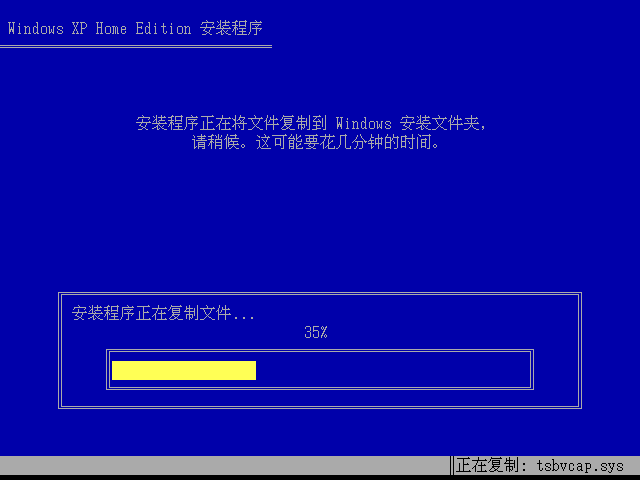 Windows XP Home Edition 安装程序
安装程序正在将文件复制到 Windows 安装文件夹，
请稍候。这可能要花几分钟的时间。
安装程序正在复制文件...
35%
正在复制: tsbvcap.sys